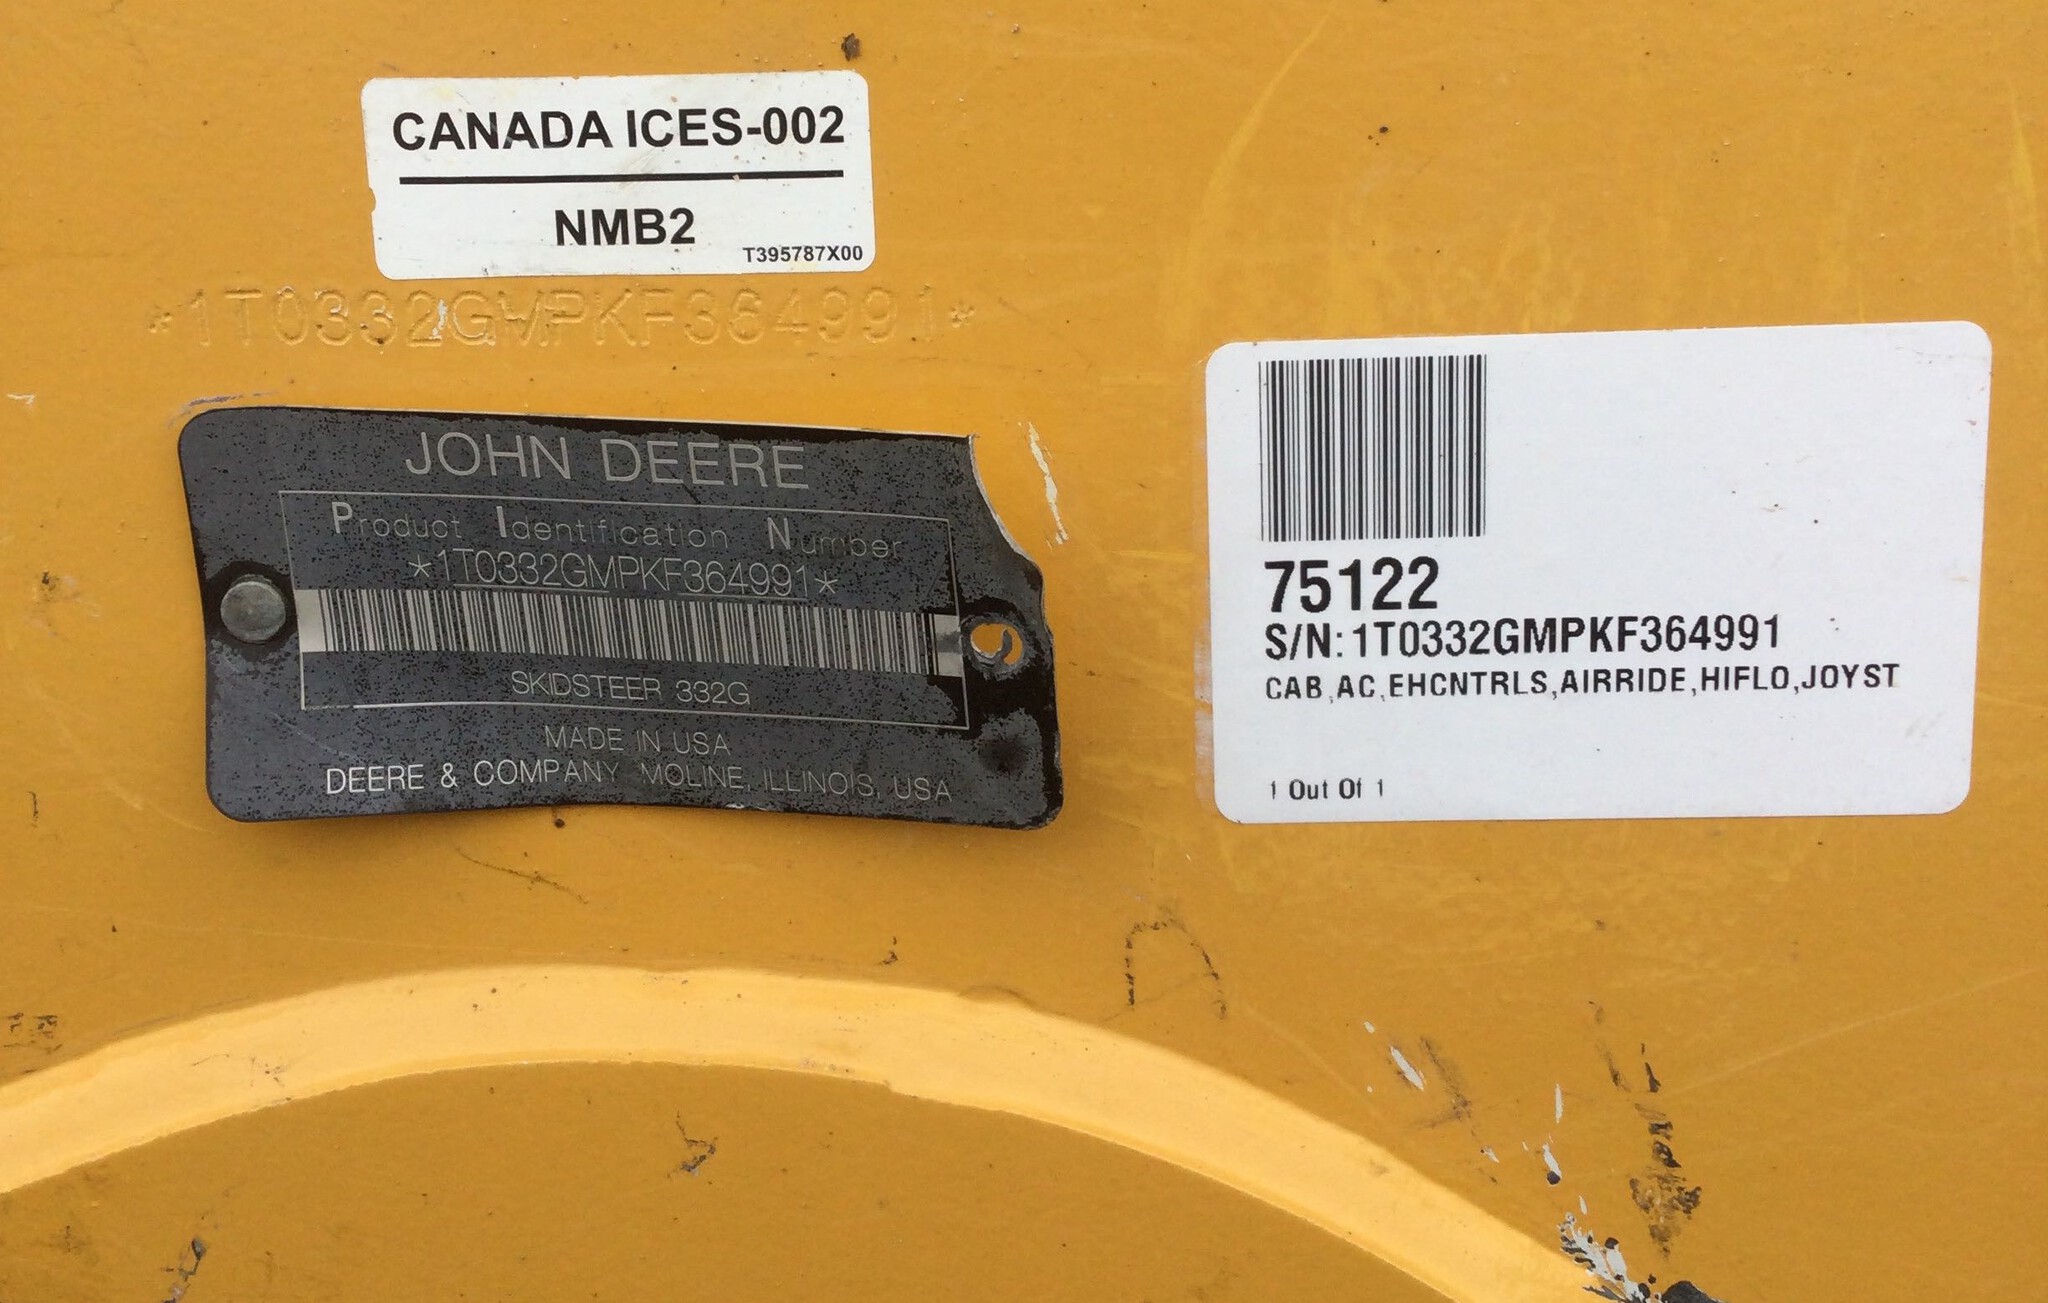 CANADA ICES-002
NMB2
T395787X00
*1T0332GMPKF364991*
JOHN DEERE
Product Identification Number
*1T0332GMPKF364991*
SKIDSTEER 332G
MADE IN USA
DEERE & COMPANY MOLINE, ILLINOIS, USA
75122
S/N:1T0332GMPKF364991
CAB,AC,EHCNTRLS,AIRRIDE,HIFLO,JOYST
1 Out Of 1